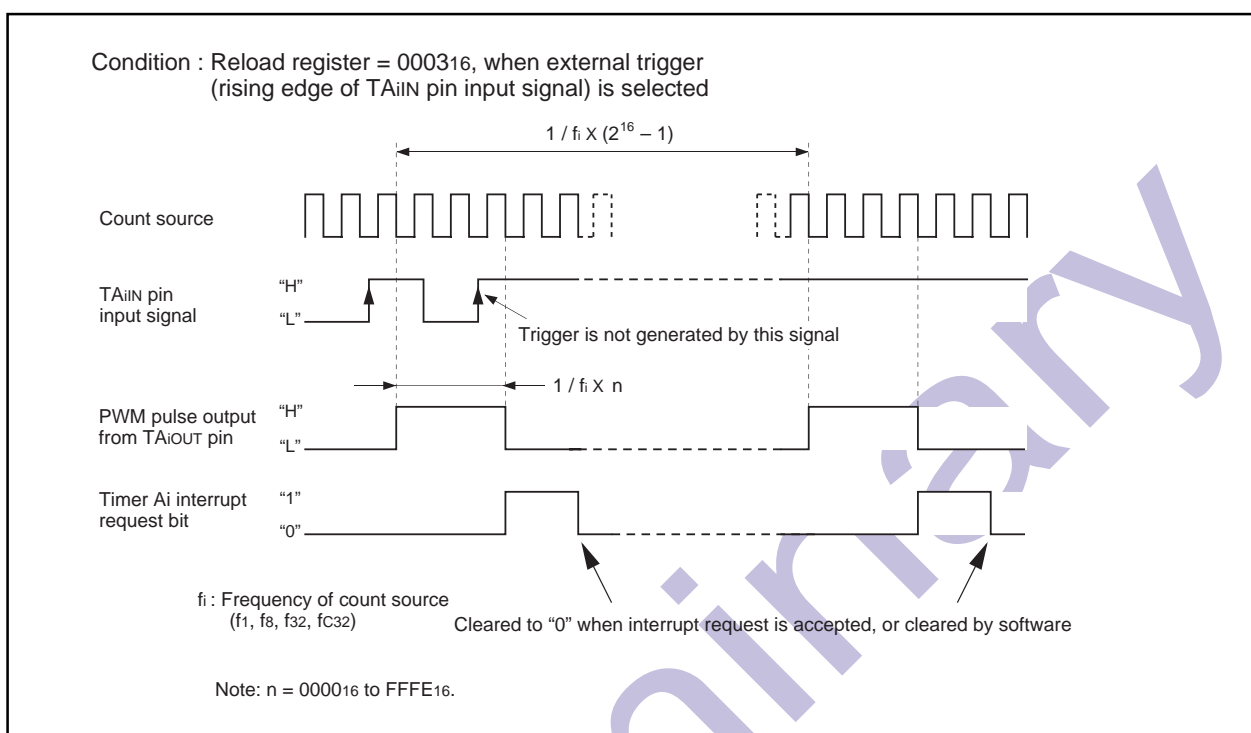 Condition : Reload register = 000316, when external trigger
(rising edge of TAiIN pin input signal) is selected
1 / fi X (2^16 – 1)
Count source
TAiIN pin
input signal
“H”
“L”
Trigger is not generated by this signal
1 / fi X n
PWM pulse output
from TAiOUT pin
“H”
“L”
Timer Ai interrupt
request bit
“1”
“0”
fi : Frequency of count source
(f1, f8, f32, fC32)
Cleared to “0” when interrupt request is accepted, or cleared by software
Note: n = 000016 to FFFE16.
minary